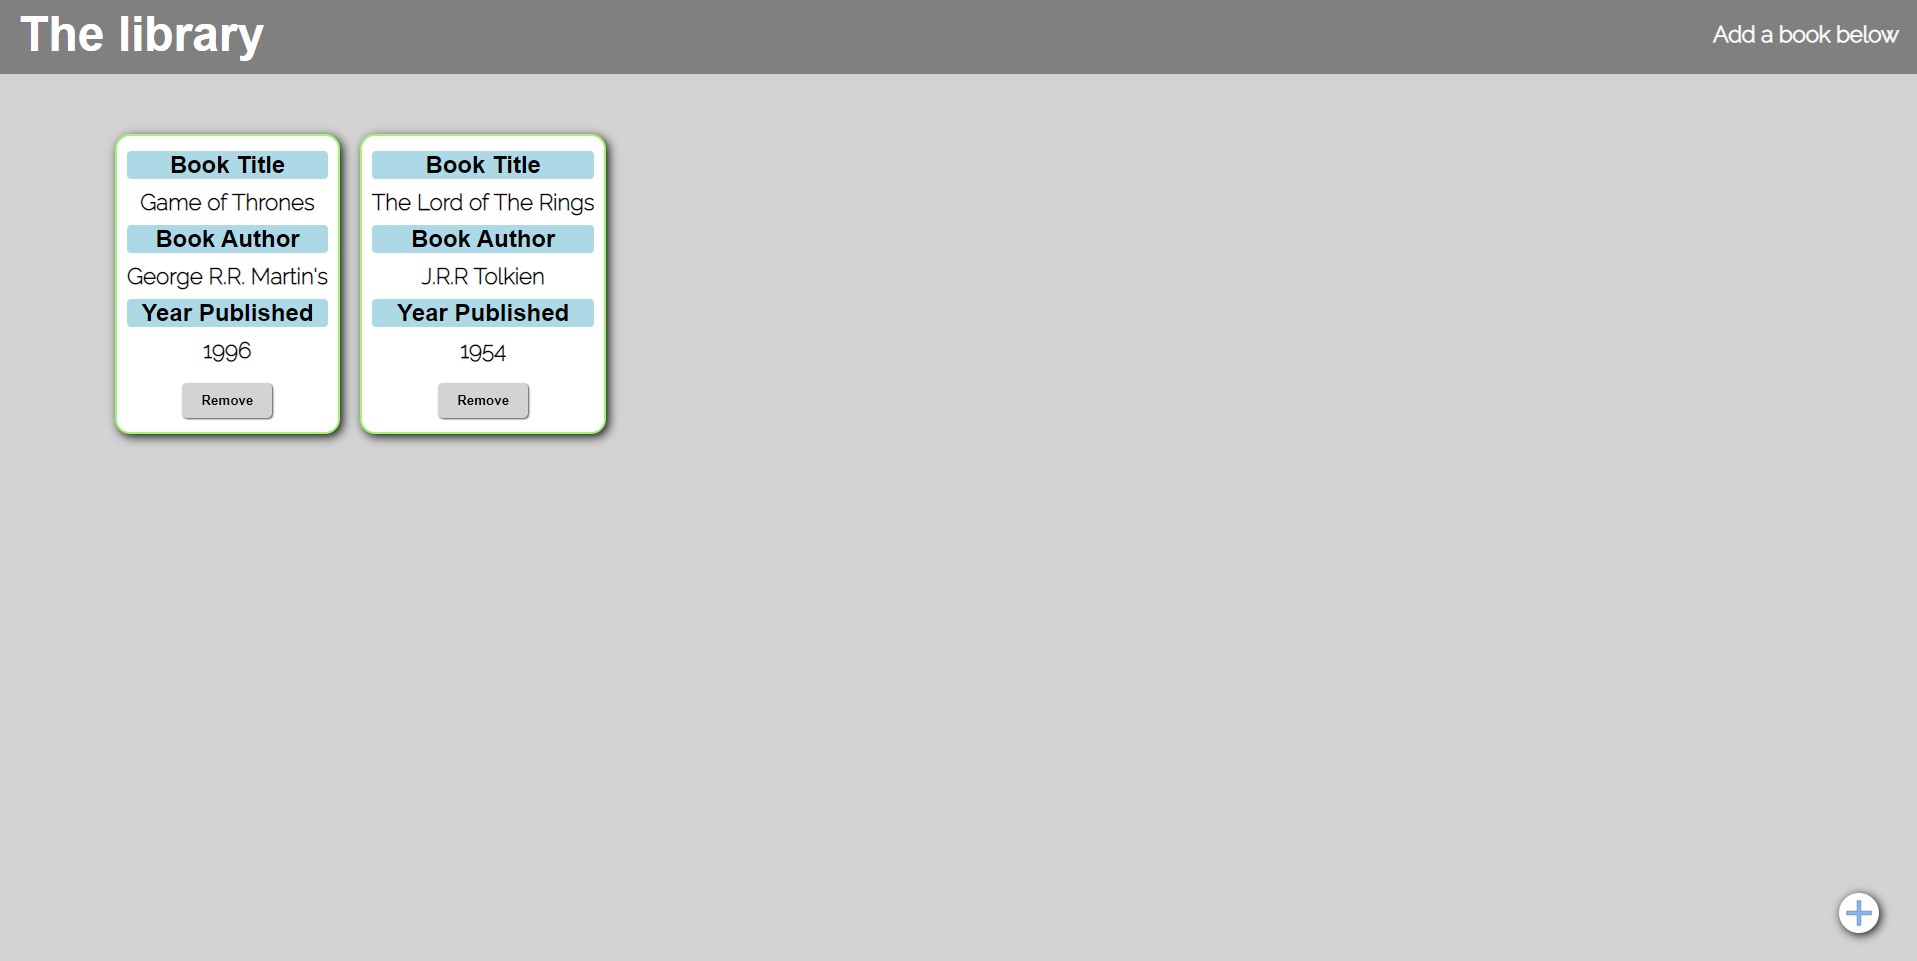 The library
Add a book below
Book Title
Game of Thrones
Book Author
George R.R. Martin's
Year Published
1996
Remove
Book Title
The Lord of The Rings
Book Author
J.R.R Tolkien
Year Published
1954
Remove